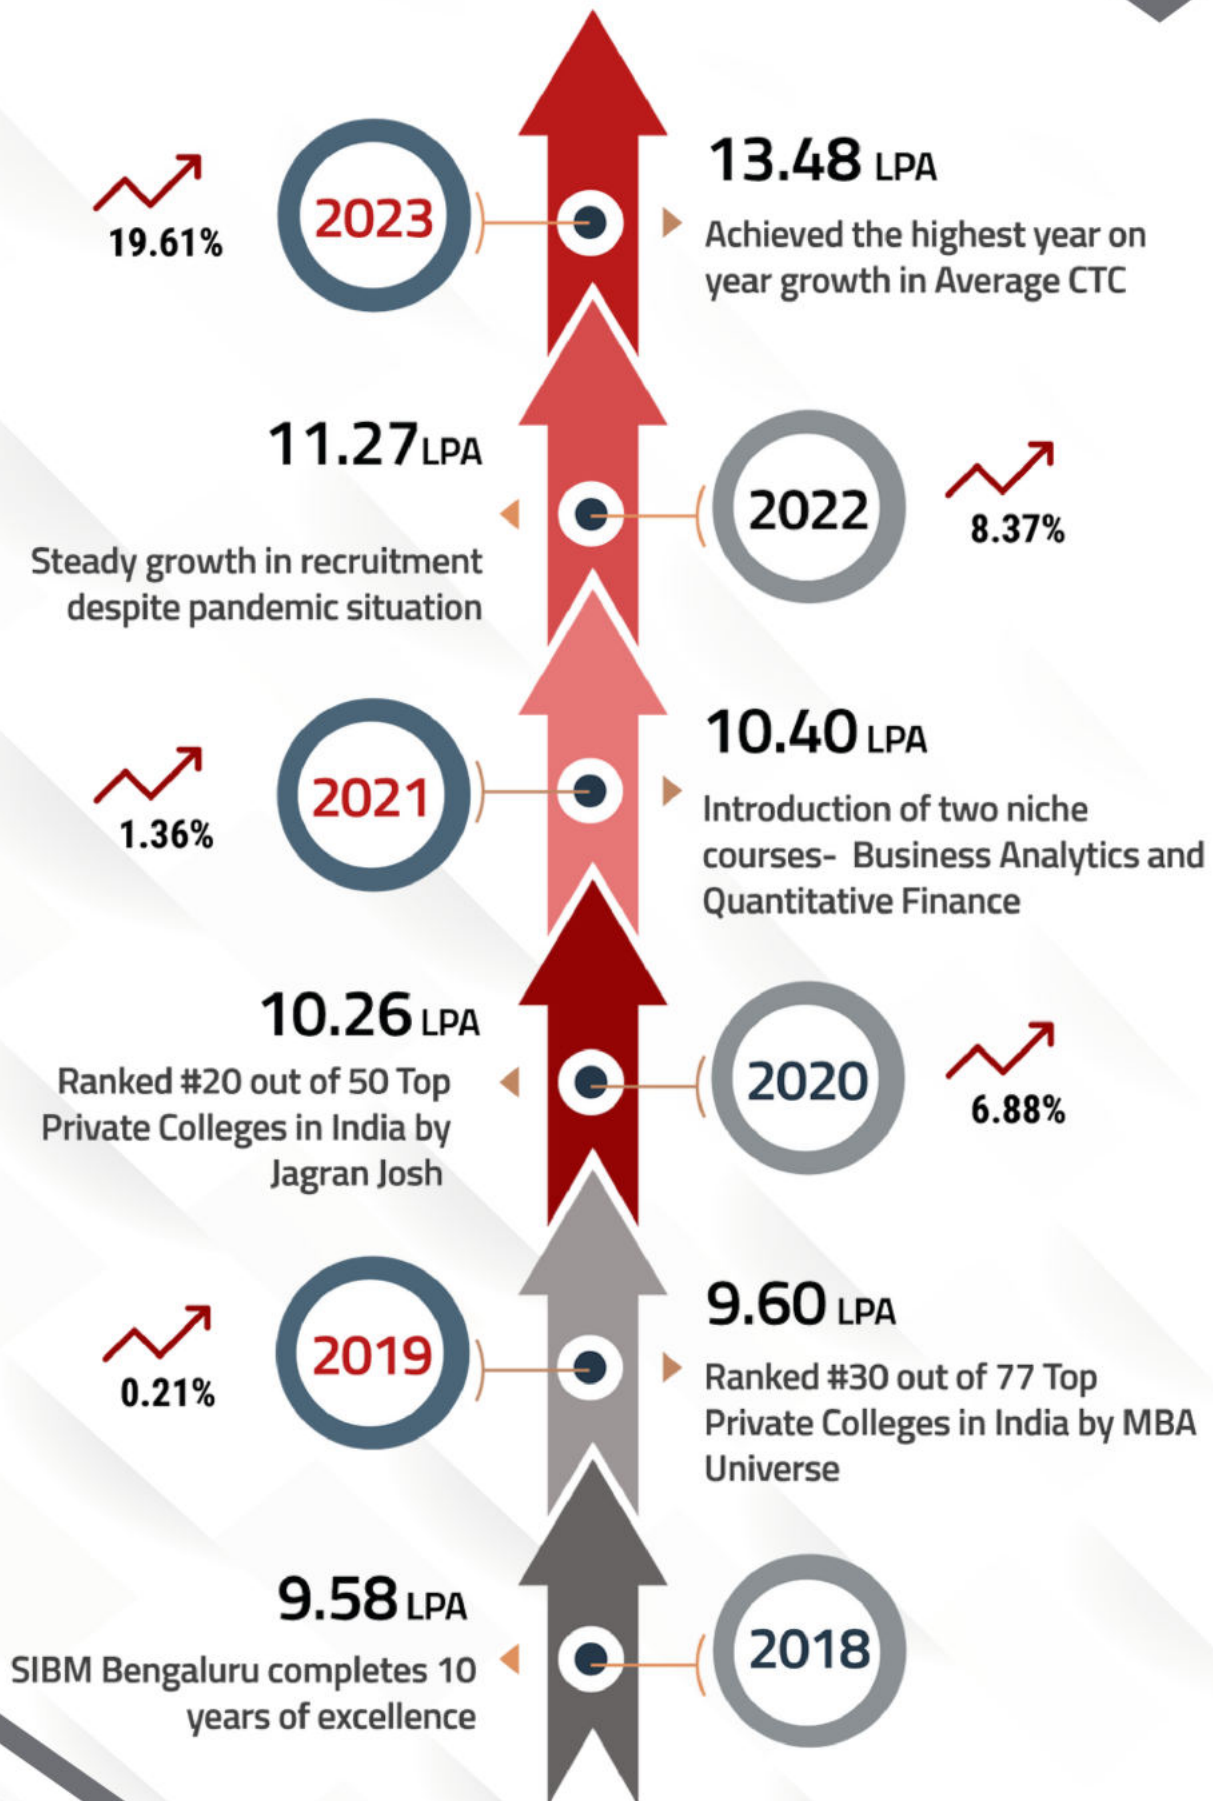 13.48 LPA
2023
19.61%
Achieved the highest year on
year growth in Average CTC
11.27 LPA
2022
8.37%
Steady growth in recruitment
despite pandemic situation
10.40 LPA
2021
1.36%
Introduction of two niche
courses- Business Analytics and
Quantitative Finance
10.26 LPA
2020
6.88%
Ranked #20 out of 50 Top
Private Colleges in India by
Jagran Josh
9.60 LPA
2019
0.21%
Ranked #30 out of 77 Top
Private Colleges in India by MBA
Universe
9.58 LPA
2018
SIBM Bengaluru completes 10
years of excellence